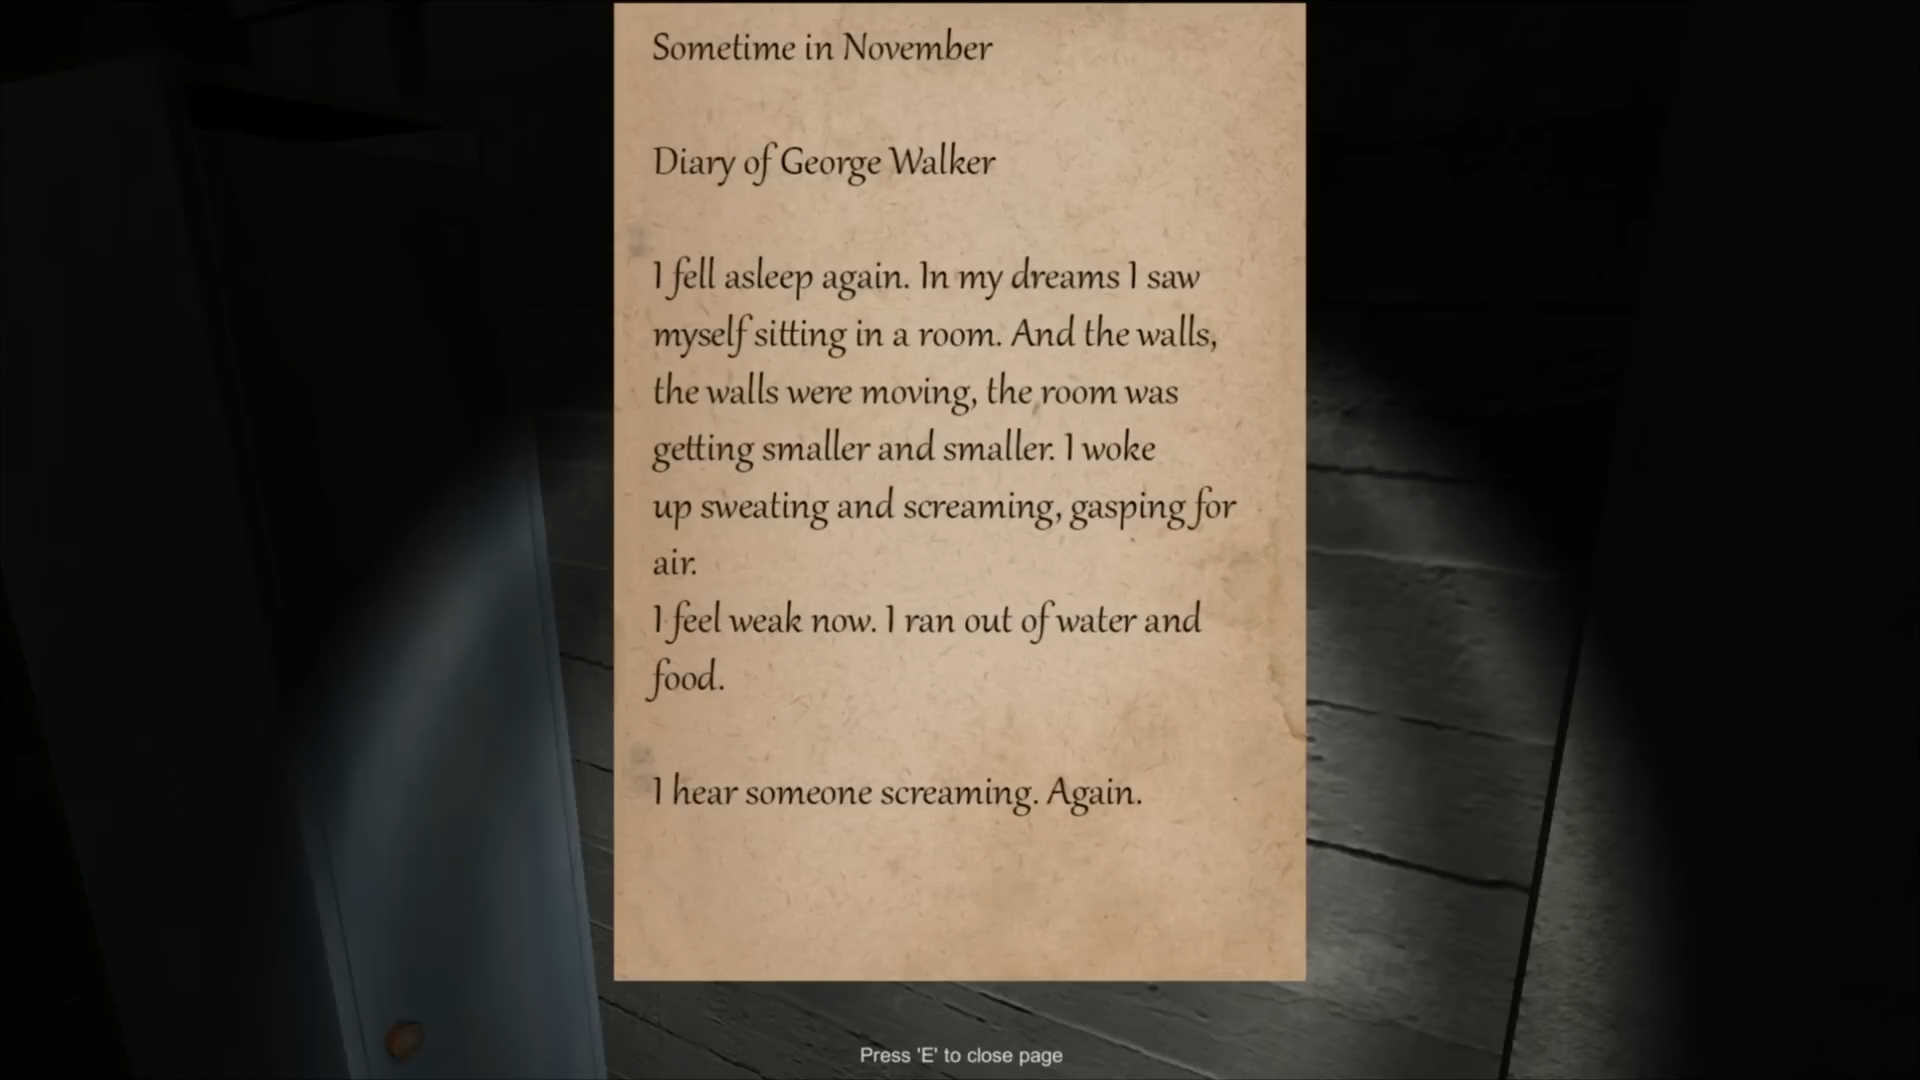 Sometime in November
Diary of George Walker
I fell asleep again. In my dreams I saw
myself sitting in a room. And the walls,
the walls were moving, the room was
getting smaller and smaller. I woke
up sweating and screaming, gasping for
air.
I feel weak now. I ran out of water and
food.
I hear someone screaming. Again.
Press 'E' to close page